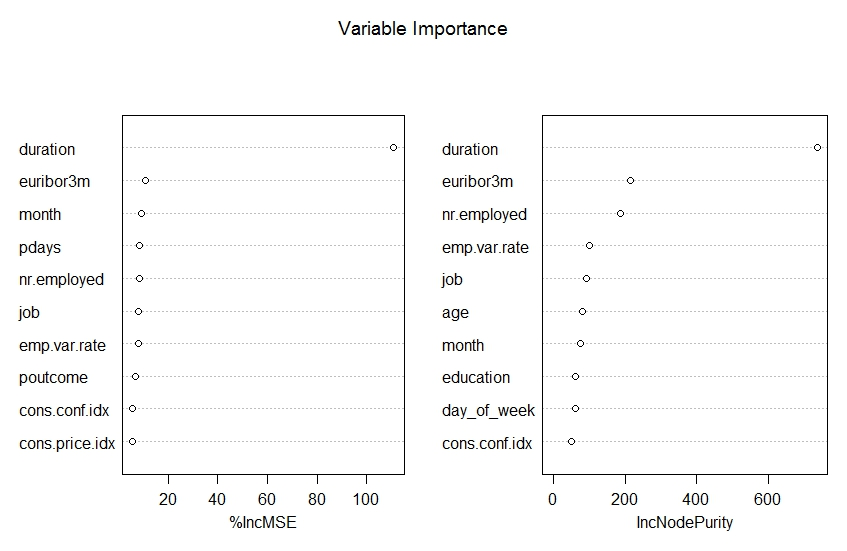 Variable Importance
duration
euribor3m
month
pdays
nr.employed
job
emp.var.rate
poutcome
cons.conf.idx
cons.price.idx
20 40 60 80 100
%IncMSE
duration
euribor3m
nr.employed
emp.var.rate
job
age
month
education
day_of_week
cons.conf.idx
0 200 400 600
IncNodePurity